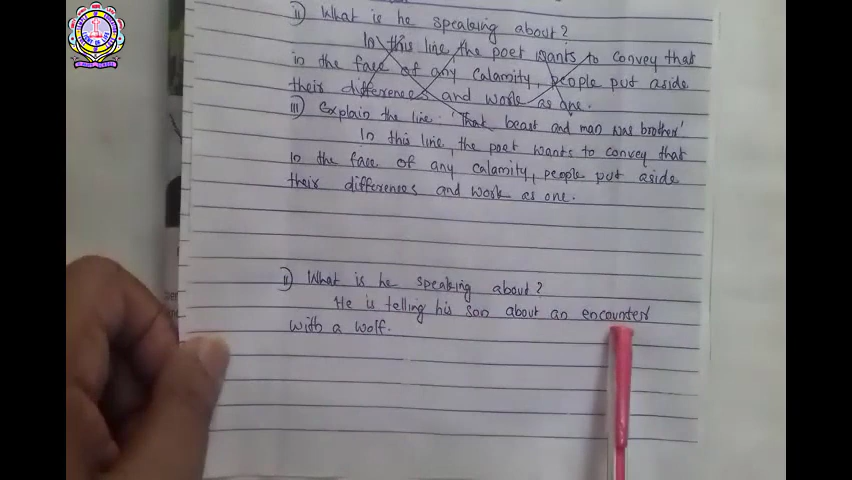 ii) What is he speaking about?
In this line, the poet wants to convey that
in the face of any calamity, people put aside
their differences and work as one.
iii) Explain the line. 'That beast and man was brother'
In this line, the poet wants to convey that
in the face of any calamity, people put aside
their differences and work as one.
ii) What is he speaking about?
He is telling his son about an encounter
with a wolf.